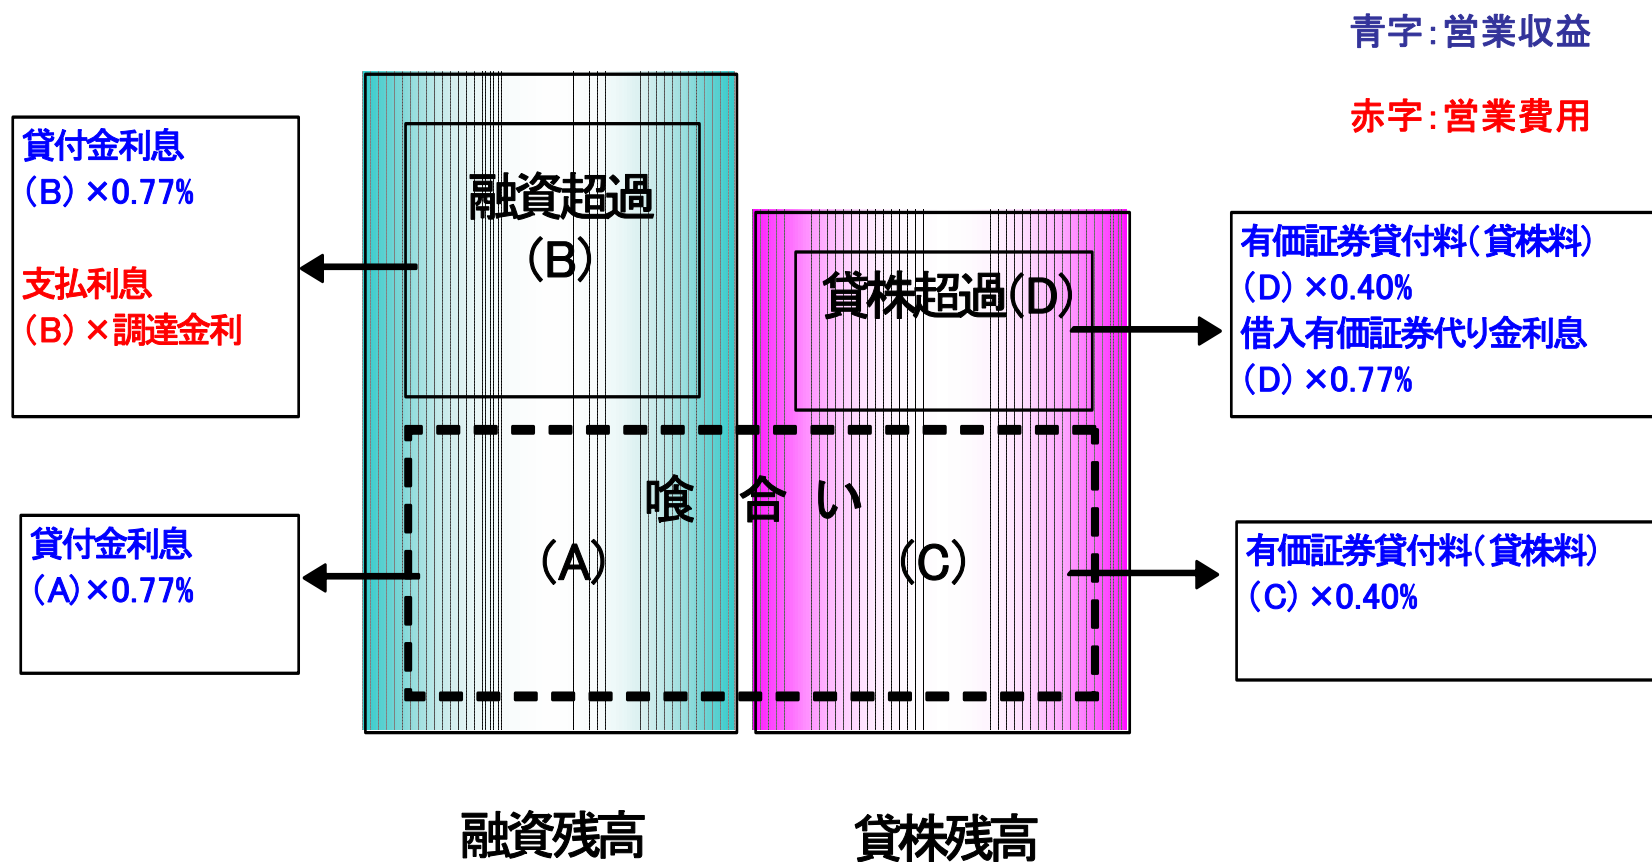 青字:営業収益
赤字:営業費用
貸付金利息
(B)×0.77%
支払利息
(B)×調達金利
融資超過
(B)
貸株超過(D)
有価証券貸付料(貸株料)
(D)×0.40%
借入有価証券代り金利息
(D)×0.77%
喰 合 い
(A)
(C)
貸付金利息
(A)×0.77%
有価証券貸付料(貸株料)
(C)×0.40%
融資残高
貸株残高